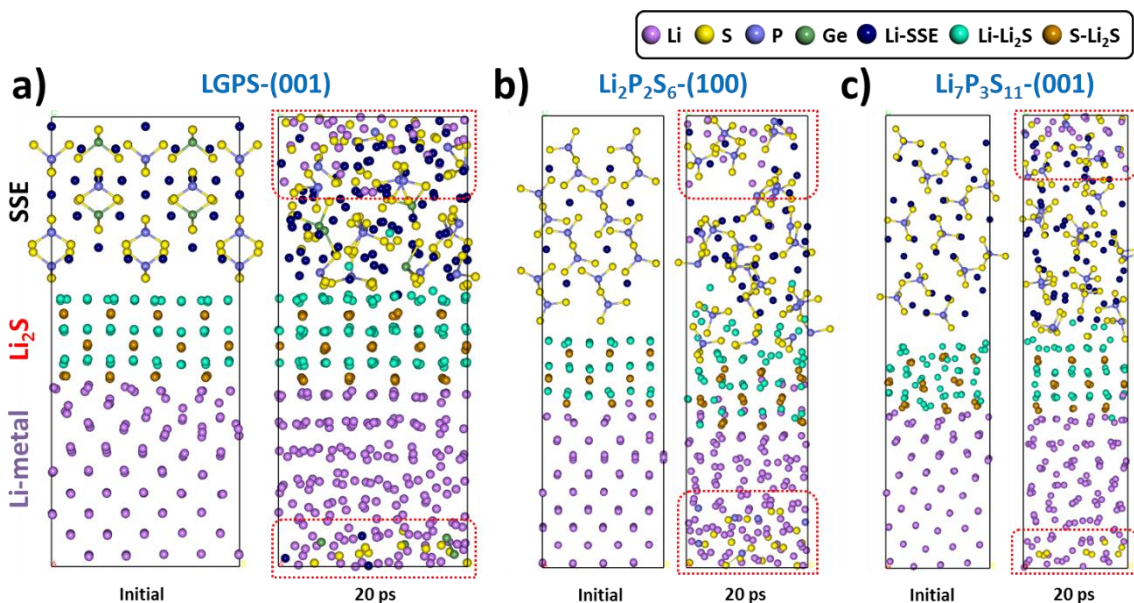 Li S P Ge Li-SSE Li-Li₂S S-Li₂S
a) LGPS-(001)
b) Li₂P₂S₆-(100)
c) Li₇P₃S₁₁-(001)
SSE
Li₂S
Li-metal
Initial 20 ps Initial 20 ps Initial 20 ps